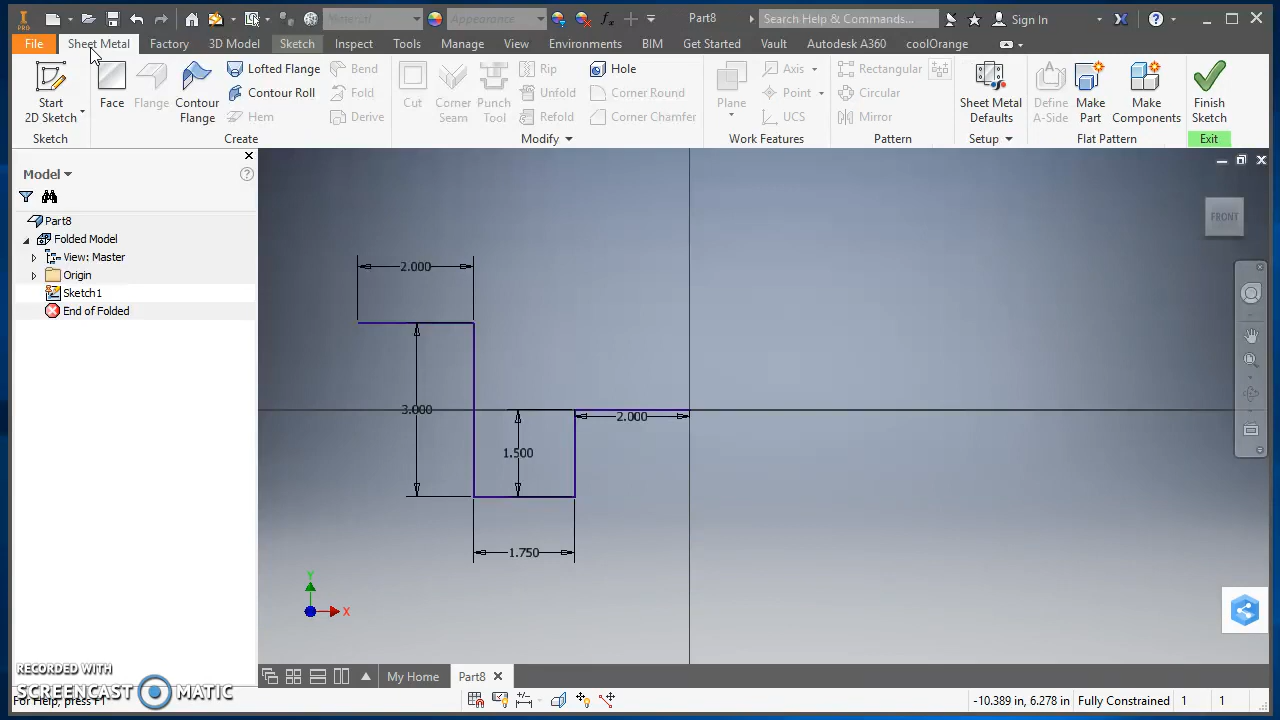 PRO
Material
Appearance
Part8
Search Help & Commands...
Sign In
File
Sheet Metal
Factory
3D Model
Sketch
Inspect
Tools
Manage
View
Environments
BIM
Get Started
Vault
Autodesk A360
coolOrange
Start
2D Sketch
Face
Flange
Contour
Flange
Lofted Flange
Contour Roll
Hem
Bend
Fold
Derive
Cut
Corner
Seam
Punch
Tool
Rip
Unfold
Refold
Hole
Corner Round
Corner Chamfer
Plane
Axis
Point
UCS
Rectangular
Circular
Mirror
Sheet Metal
Defaults
Define
A-Side
Make
Part
Make
Components
Finish
Sketch
Sketch
Create
Modify
Work Features
Pattern
Setup
Flat Pattern
Exit
Model
Part8
Folded Model
View: Master
Origin
Sketch1
End of Folded
FRONT
2.000
3.000
2.000
1.500
1.750
Y
X
My Home
Part8
RECORDED WITH
SCREENCAST MATIC
For Help, press F1
-10.389 in, 6.278 in
Fully Constrained
1
1